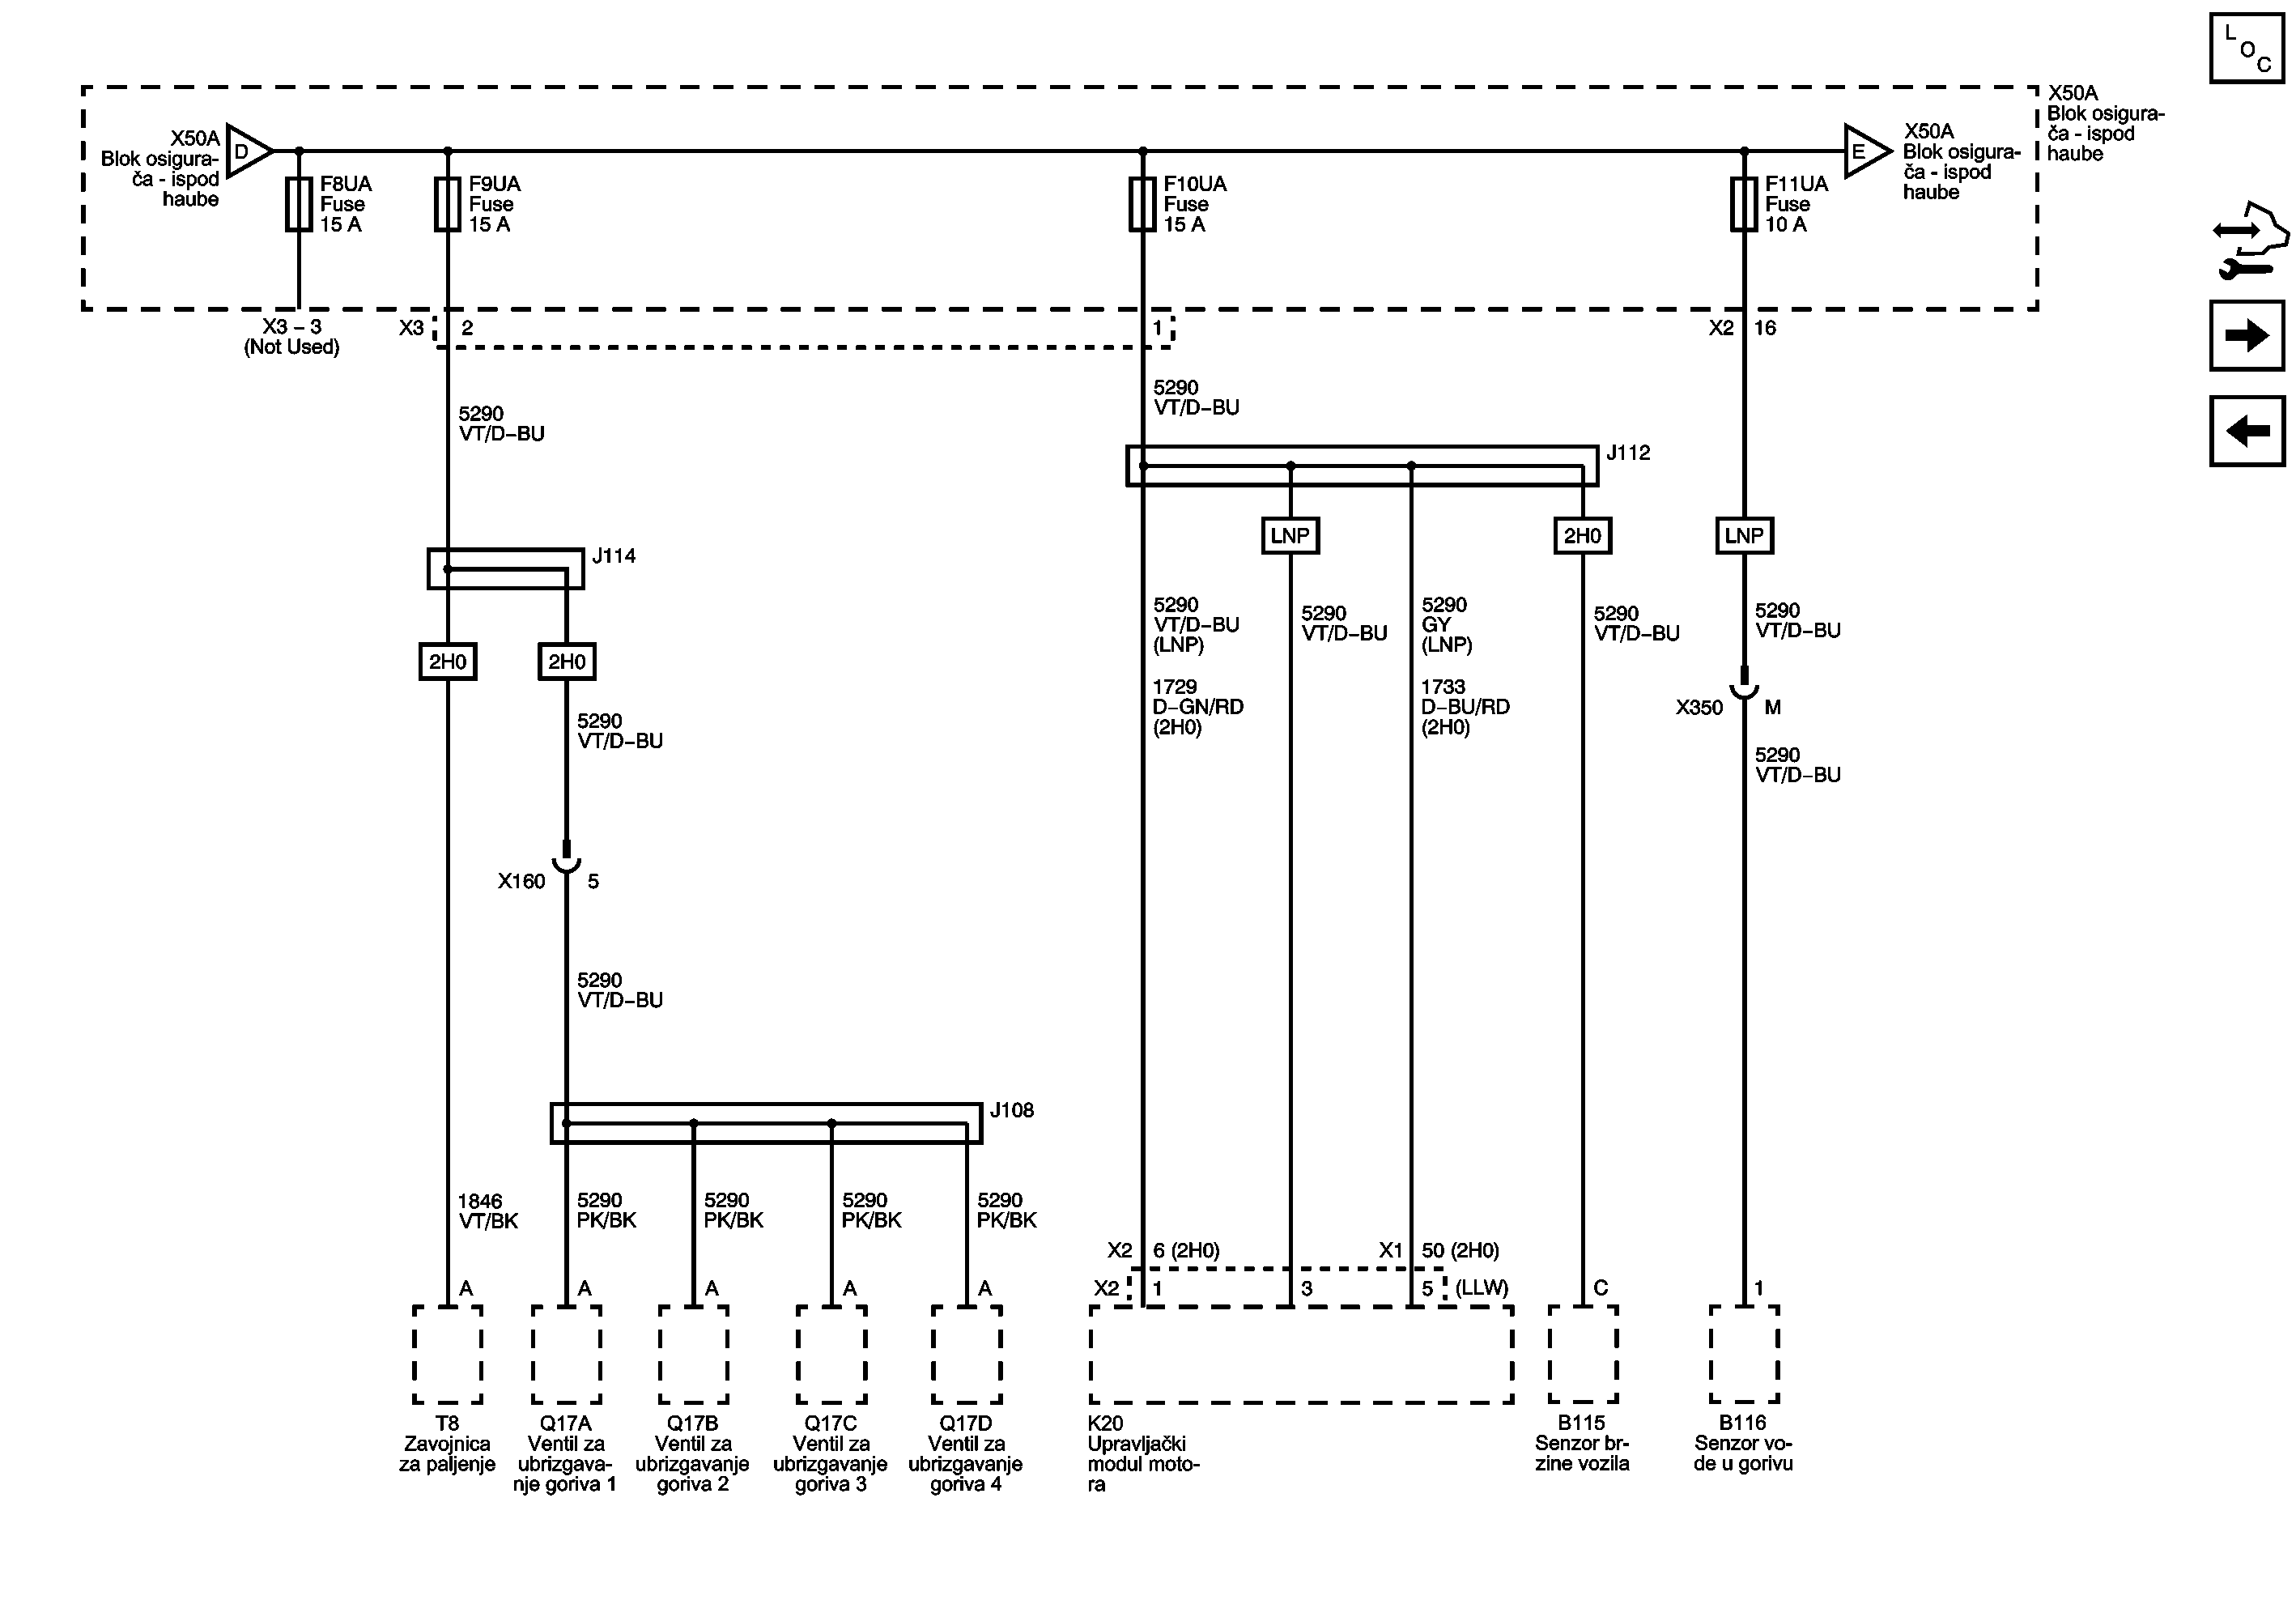 L
O
C
X50A
Blok osigura-
ča - ispod
haube
X50A
Blok osigura-
ča - ispod
haube
D
E
X50A
Blok osigura-
ča - ispod
haube
F8UA
Fuse
15 A
F9UA
Fuse
15 A
F10UA
Fuse
15 A
F11UA
Fuse
10 A
X3 – 3
(Not Used)
X3
2
1
X2
16
5290
VT/D–BU
5290
VT/D–BU
J112
LNP
2H0
LNP
J114
2H0
2H0
5290
VT/D–BU
(LNP)
5290
VT/D–BU
5290
GY
(LNP)
5290
VT/D–BU
5290
VT/D–BU
1729
D–GN/RD
(2H0)
1733
D–BU/RD
(2H0)
X350
M
5290
VT/D–BU
5290
VT/D–BU
X160
5
5290
VT/D–BU
J108
1846
VT/BK
5290
PK/BK
5290
PK/BK
5290
PK/BK
5290
PK/BK
X2
6 (2H0)
X1
50 (2H0)
A
A
A
A
A
X2
1
3
5
(LLW)
C
1
T8
Zavojnica
za paljenje
Q17A
Ventil za
ubrizgava-
nje goriva 1
Q17B
Ventil za
ubrizgavanje
goriva 2
Q17C
Ventil za
ubrizgavanje
goriva 3
Q17D
Ventil za
ubrizgavanje
goriva 4
K20
Upravljački
modul moto-
ra
B115
Senzor br-
zine vozila
B116
Senzor vo-
de u gorivu